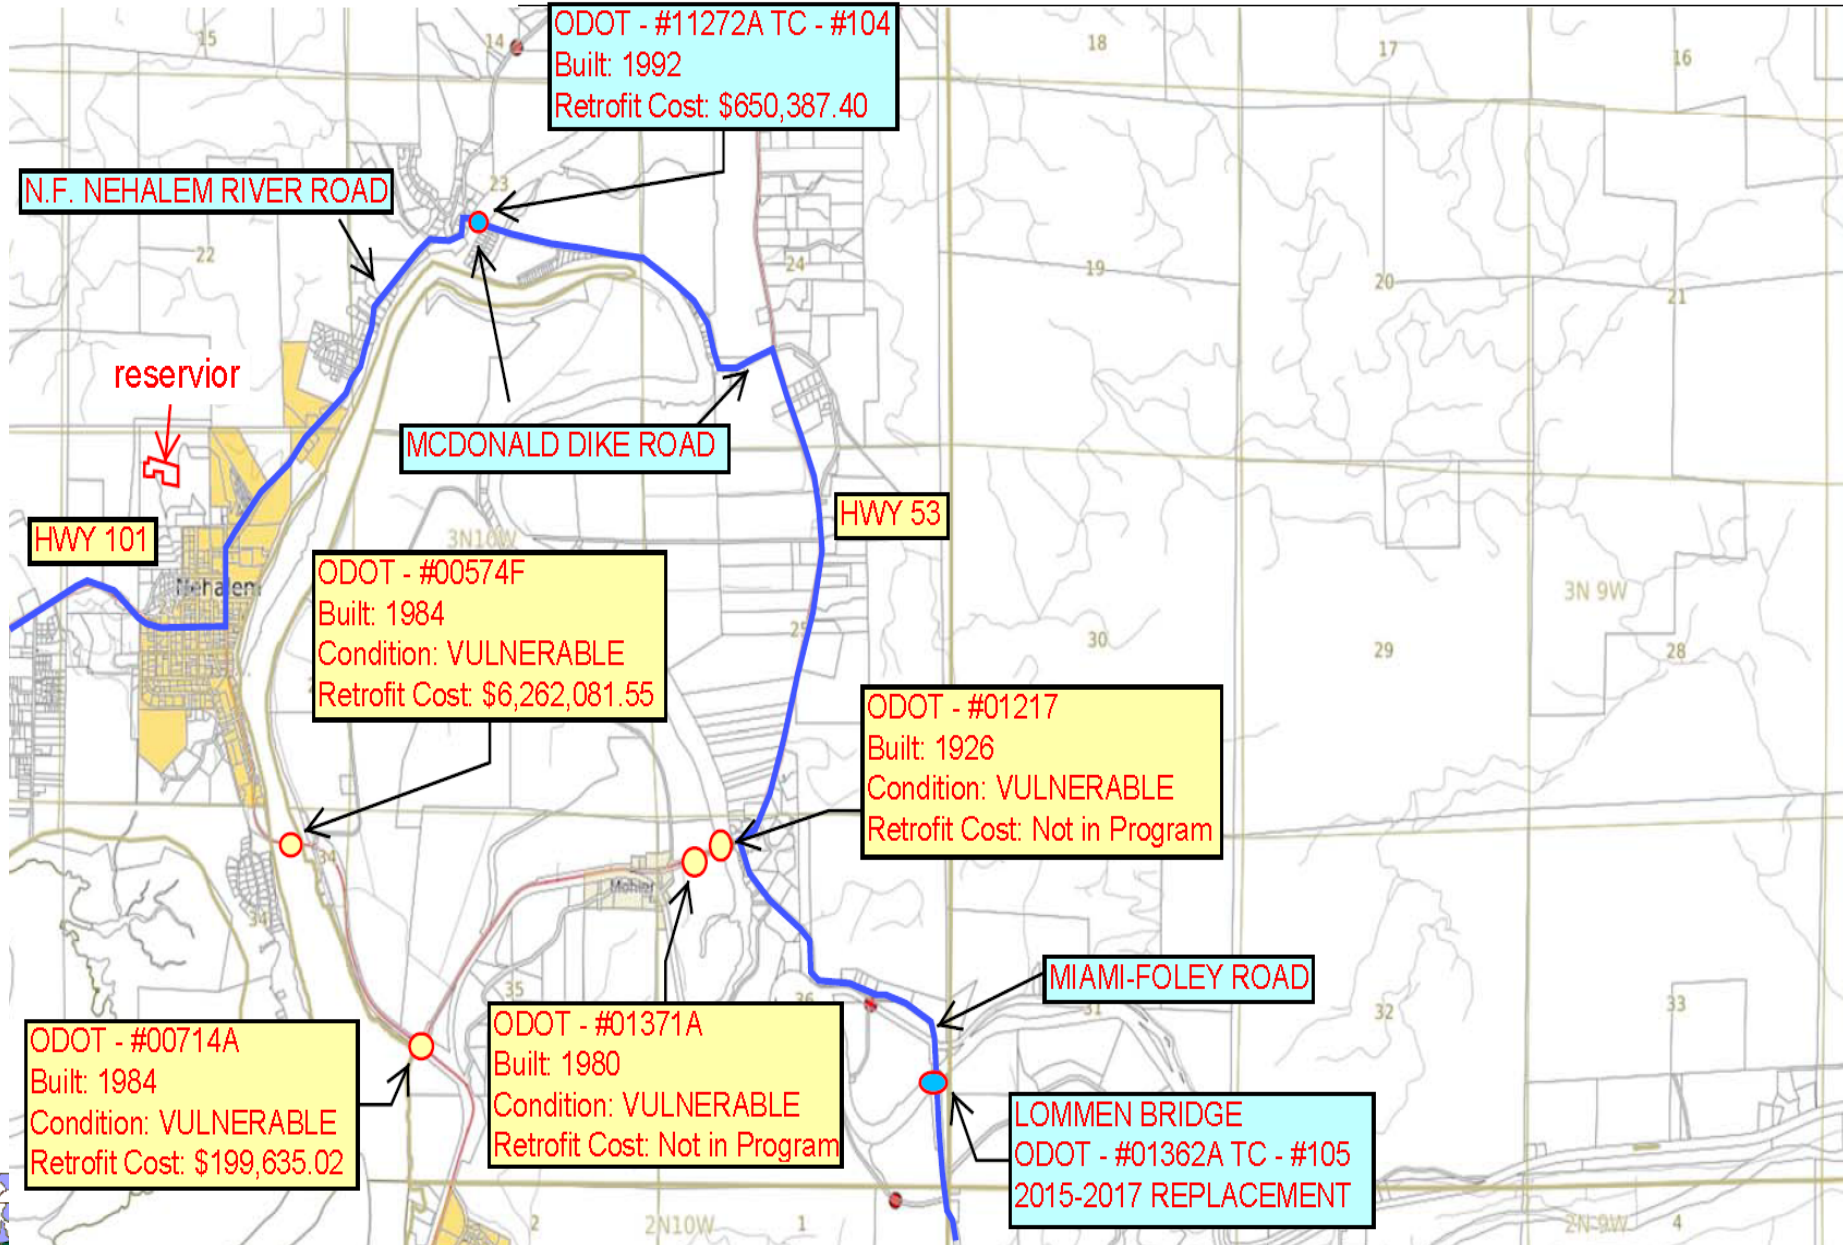 ODOT - #11272A TC - #104
Built: 1992
Retrofit Cost: $650,387.40
15
14
18
17
16
N.F. NEHALEM RIVER ROAD
23
22
24
19
20
21
reservior
MCDONALD DIKE ROAD
HWY 53
HWY 101
3N10W
Nehalem
ODOT - #00574F
Built: 1984
Condition: VULNERABLE
Retrofit Cost: $6,262,081.55
3N 9W
25
30
29
28
ODOT - #01217
Built: 1926
Condition: VULNERABLE
Retrofit Cost: Not in Program
34
Mohler
34
MIAMI-FOLEY ROAD
35
36
31
32
33
ODOT - #00714A
Built: 1984
Condition: VULNERABLE
Retrofit Cost: $199,635.02
ODOT - #01371A
Built: 1980
Condition: VULNERABLE
Retrofit Cost: Not in Program
LOMMEN BRIDGE
ODOT - #01362A TC - #105
2015-2017 REPLACEMENT
2
2N10W
1
2N 9W
4